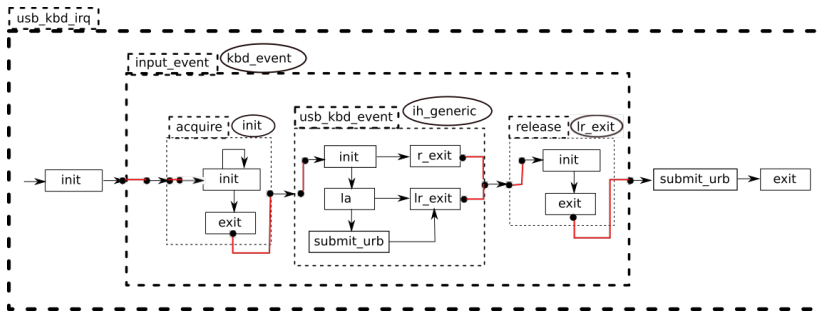 usb_kbd_irq
input_event
kbd_event
acquire
init
usb_kbd_event
ih_generic
release
lr_exit
init
init
exit
init
r_exit
la
lr_exit
submit_urb
init
exit
submit_urb
exit